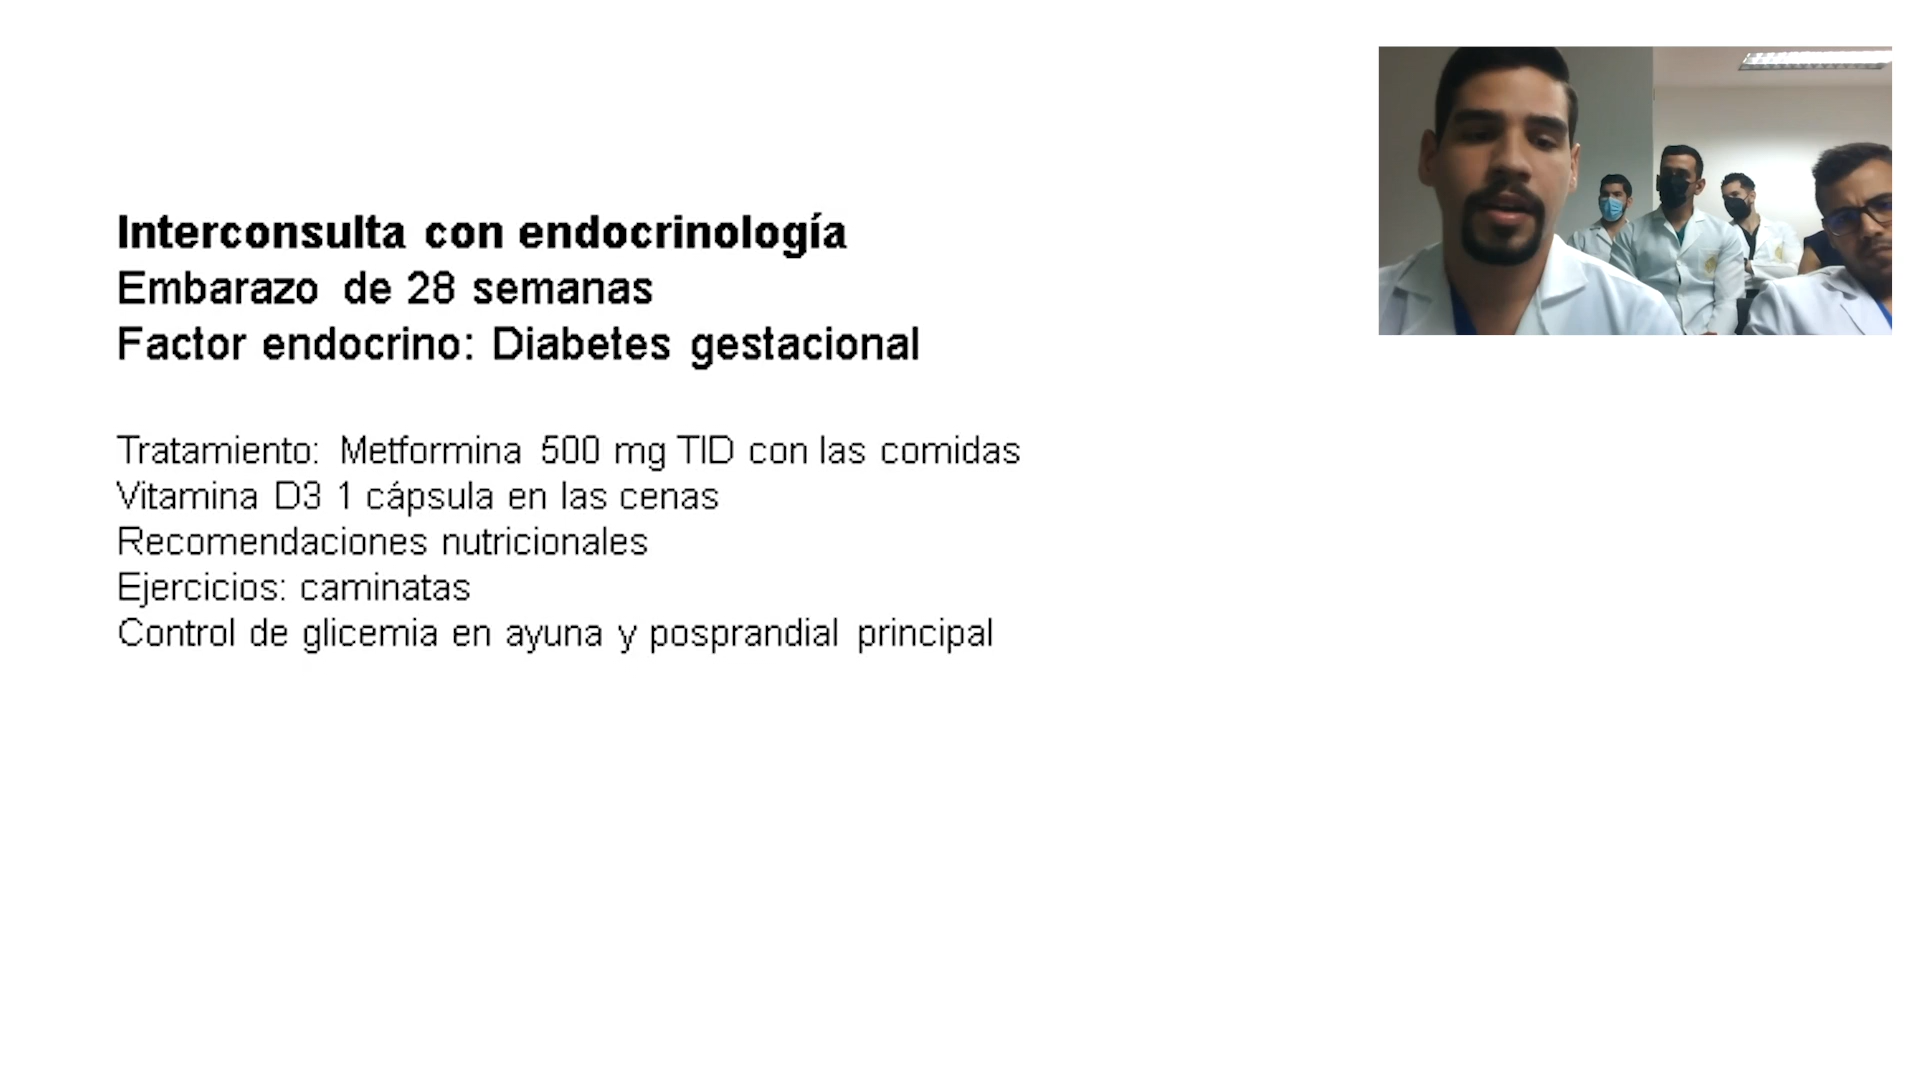 Interconsulta con endocrinología
Embarazo de 28 semanas
Factor endocrino: Diabetes gestacional
Tratamiento: Metformina 500 mg TID con las comidas
Vitamina D3 1 cápsula en las cenas
Recomendaciones nutricionales
Ejercicios: caminatas
Control de glicemia en ayuna y posprandial principal